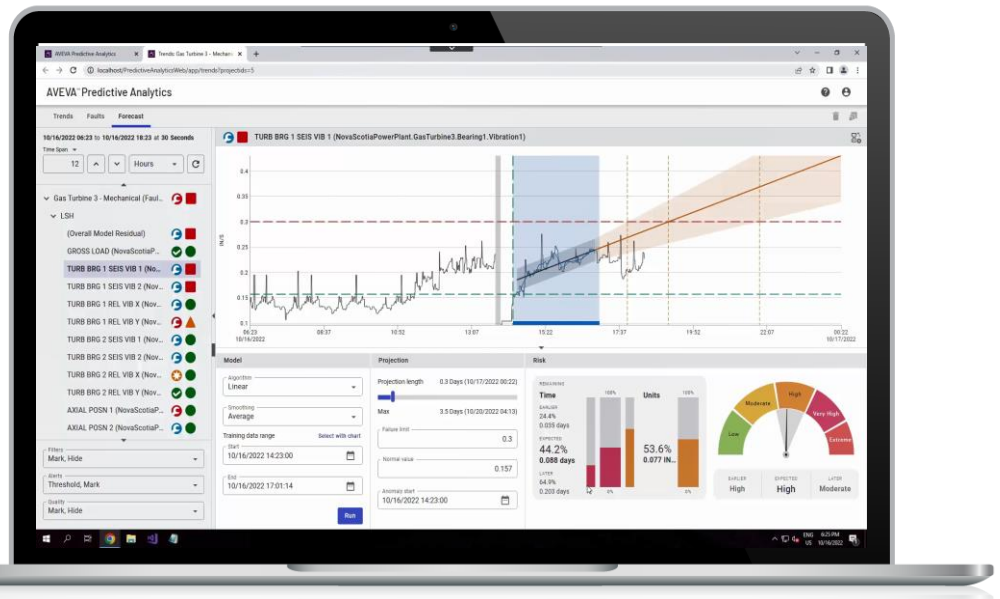 AVEVA Predictive Analytics
Trends: Gas Turbine 3 - Mechani
localhost/PredictiveAnalyticsWeb/app/trends?projectids=5
AVEVA™ Predictive Analytics
Trends Faults Forecast
10/16/2022 06:23 to 10/16/2022 18:23 at 30 Seconds
Time Span
12 Hours
Gas Turbine 3 - Mechanical (Faul...
LSH
(Overall Model Residual)
GROSS LOAD (NovaScotiaP...
TURB BRG 1 SEIS VIB 1 (No...
TURB BRG 1 SEIS VIB 2 (Nov...
TURB BRG 1 REL VIB X (Nov...
TURB BRG 1 REL VIB Y (Nov...
TURB BRG 2 SEIS VIB 1 (Nov...
TURB BRG 2 SEIS VIB 2 (Nov...
TURB BRG 2 REL VIB X (Nov...
TURB BRG 2 REL VIB Y (Nov...
AXIAL POSN 1 (NovaScotiaP...
AXIAL POSN 2 (NovaScotiaP...
Filters
Mark, Hide
Alerts
Threshold, Mark
Quality
Mark, Hide
TURB BRG 1 SEIS VIB 1 (NovaScotiaPowerPlant.GasTurbine3.Bearing1.Vibration1)
IN/S
0.4
0.35
0.3
0.25
0.2
0.15
0.1
06:23 08:37 10:52 13:07 15:22 17:37 19:52 22:07 00:22
10/16/2022 10/17/2022
Model
Algorithm
Linear
Smoothing
Average
Training data range Select with chart
Start
10/16/2022 14:23:00
End
10/16/2022 17:01:14
Run
Projection
Projection length 0.3 Days (10/17/2022 00:22)
Max 3.5 Days (10/20/2022 04:13)
Failure limit
0.3
Normal value
0.157
Anomaly start
10/16/2022 14:23:00
Risk
REMAINING
Time 100% Units 100%
EARLIER
24.4%
0.035 days
EXPECTED
44.2%
0.088 days
LATER
64.9%
0.203 days
53.6%
0.077 IN...
0% 0%
Low
Moderate
High
Very High
Extreme
EARLIER EXPECTED LATER
High High Moderate
ENG 6:25 PM
US 10/16/2022